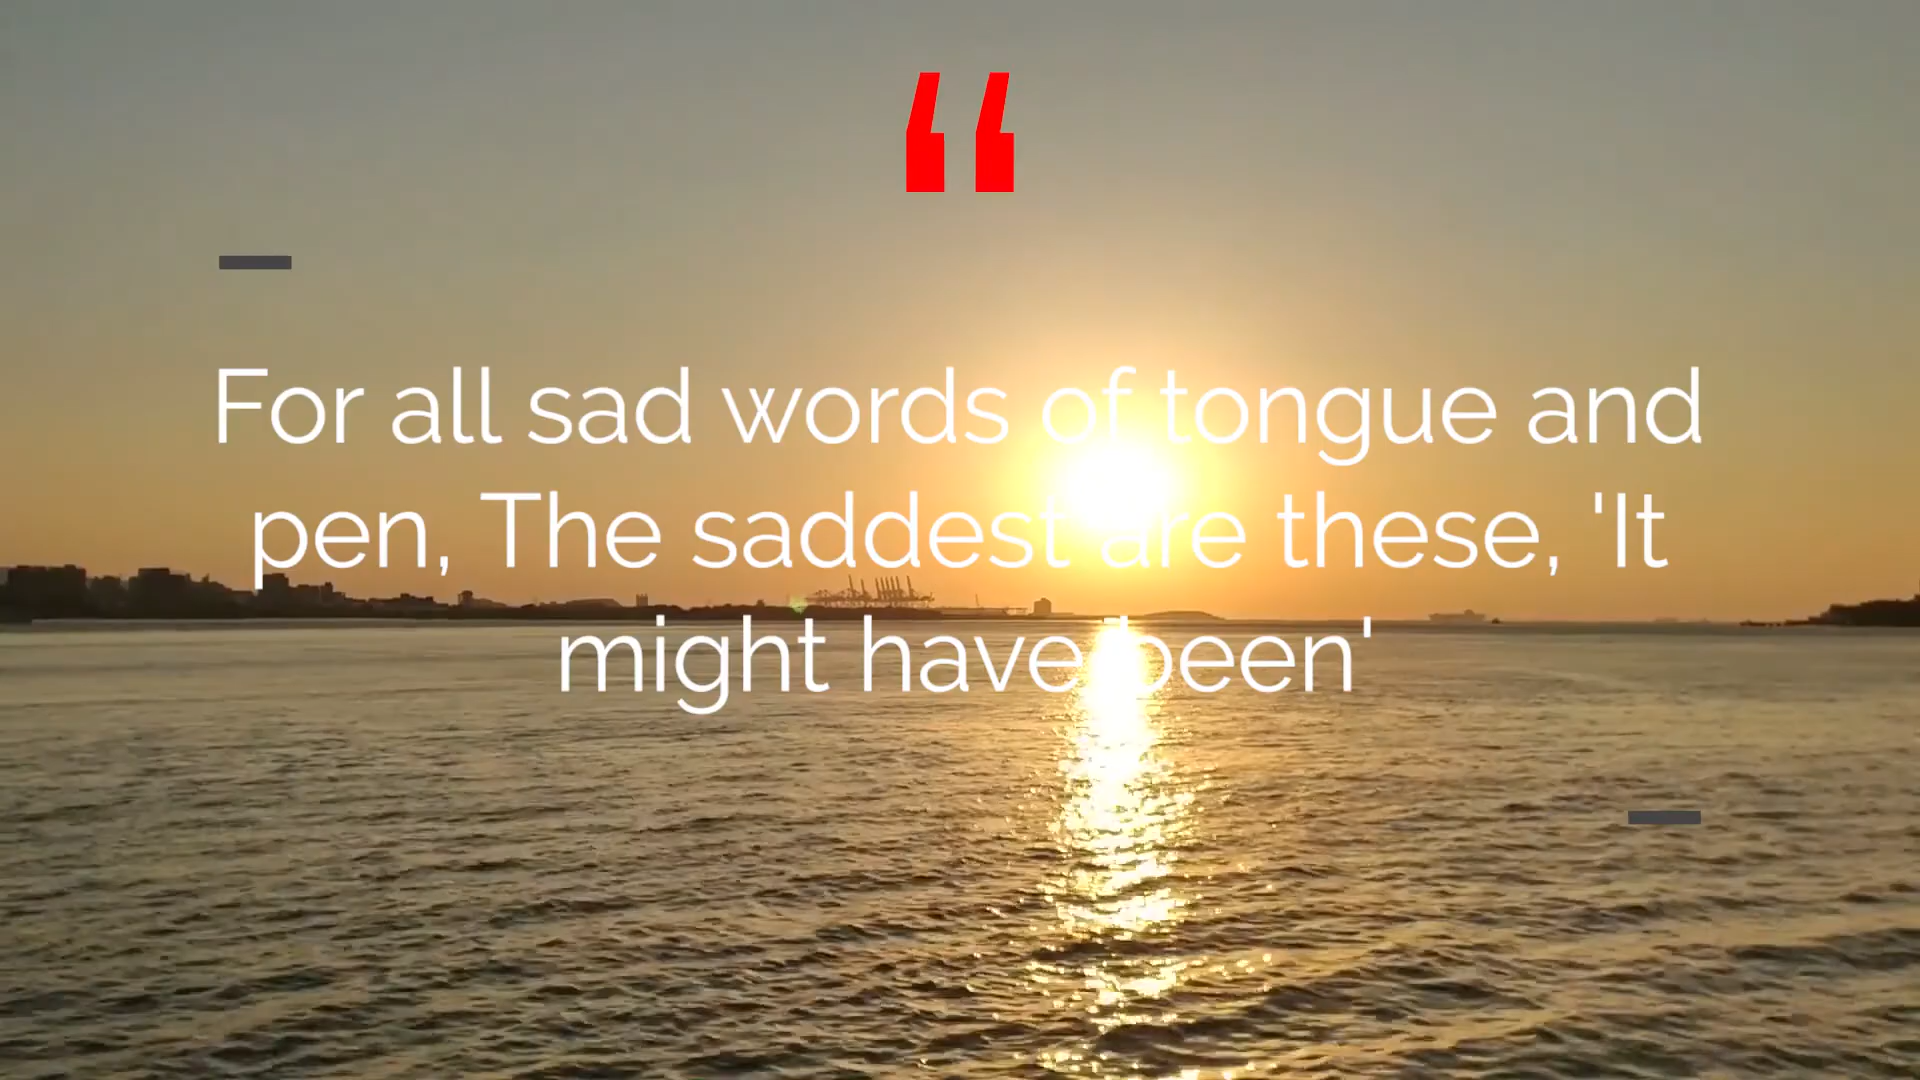 “
For all sad words of tongue and
pen, The saddest are these, 'It
might have been'